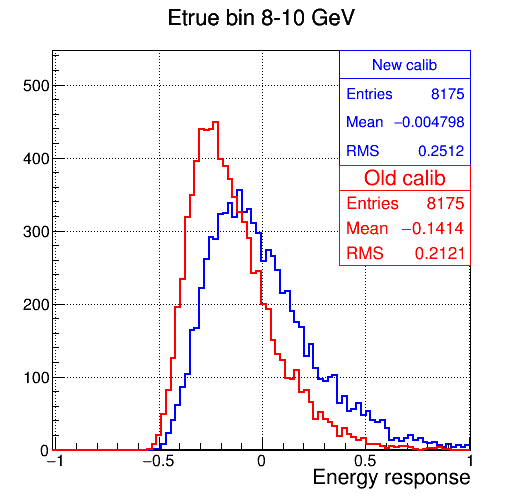 Etrue bin 8-10 GeV
New calib
Entries 8175
Mean −0.004798
RMS 0.2512
Old calib
Entries 8175
Mean −0.1414
RMS 0.2121
500
400
300
200
100
0
−1 −0.5 0 0.5 1
Energy response